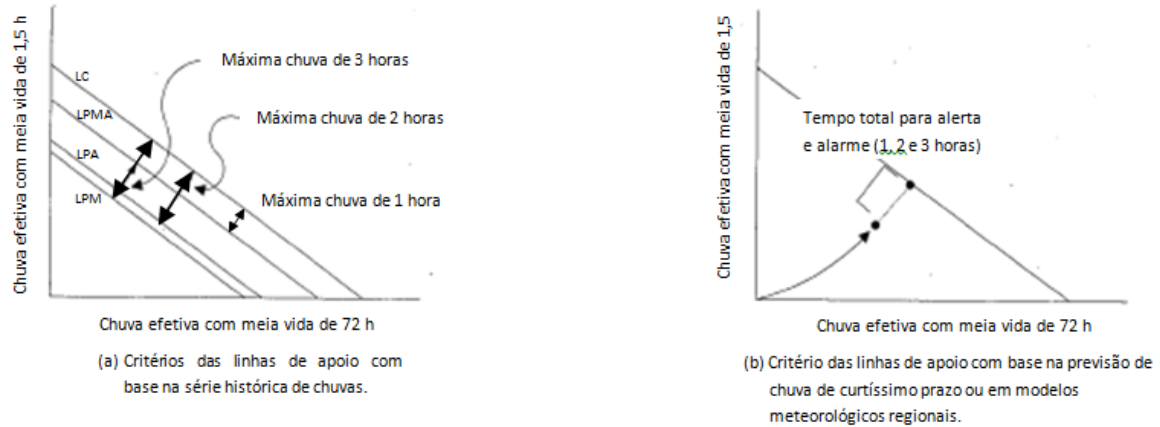 Chuva efetiva com meia vida de 1,5 h
LC
LPMA
LPA
LPM
Máxima chuva de 3 horas
Máxima chuva de 2 horas
Máxima chuva de 1 hora
Chuva efetiva com meia vida de 72 h
(a) Critérios das linhas de apoio com
base na série histórica de chuvas.
Chuva efetiva com meia vida de 1,5
Tempo total para alerta
e alarme (1, 2 e 3 horas)
Chuva efetiva com meia vida de 72 h
(b) Critério das linhas de apoio com base na previsão de
chuva de curtíssimo prazo ou em modelos
meteorológicos regionais.